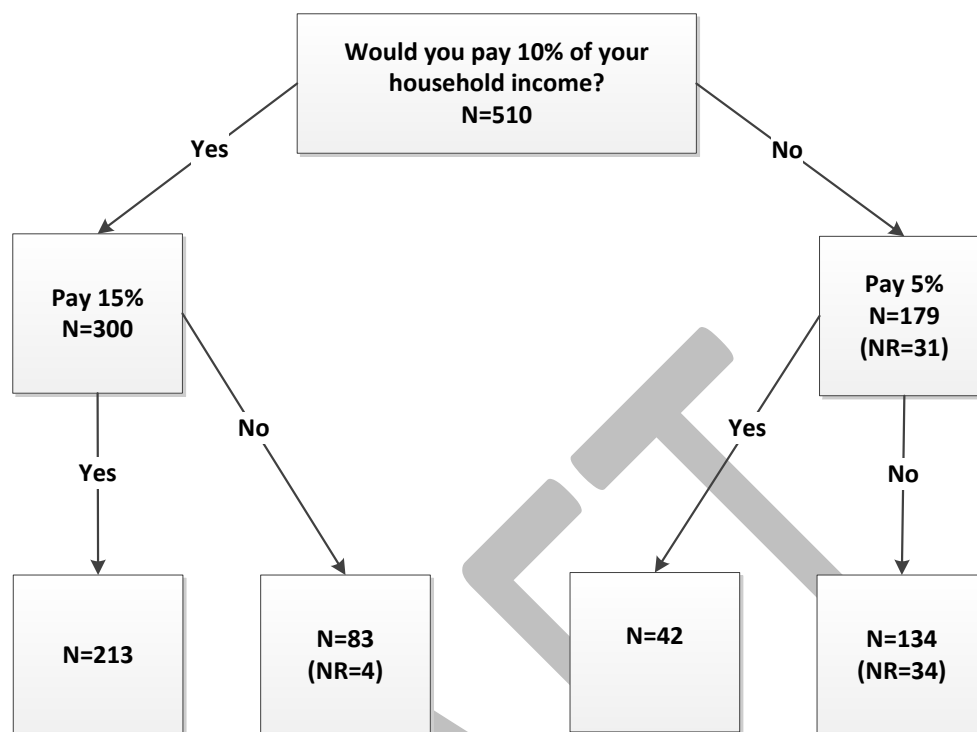 Would you pay 10% of your
household income?
N=510
Yes
No
Pay 15%
N=300
Pay 5%
N=179
(NR=31)
Yes
No
Yes
No
N=213
N=83
(NR=4)
N=42
N=134
(NR=34)